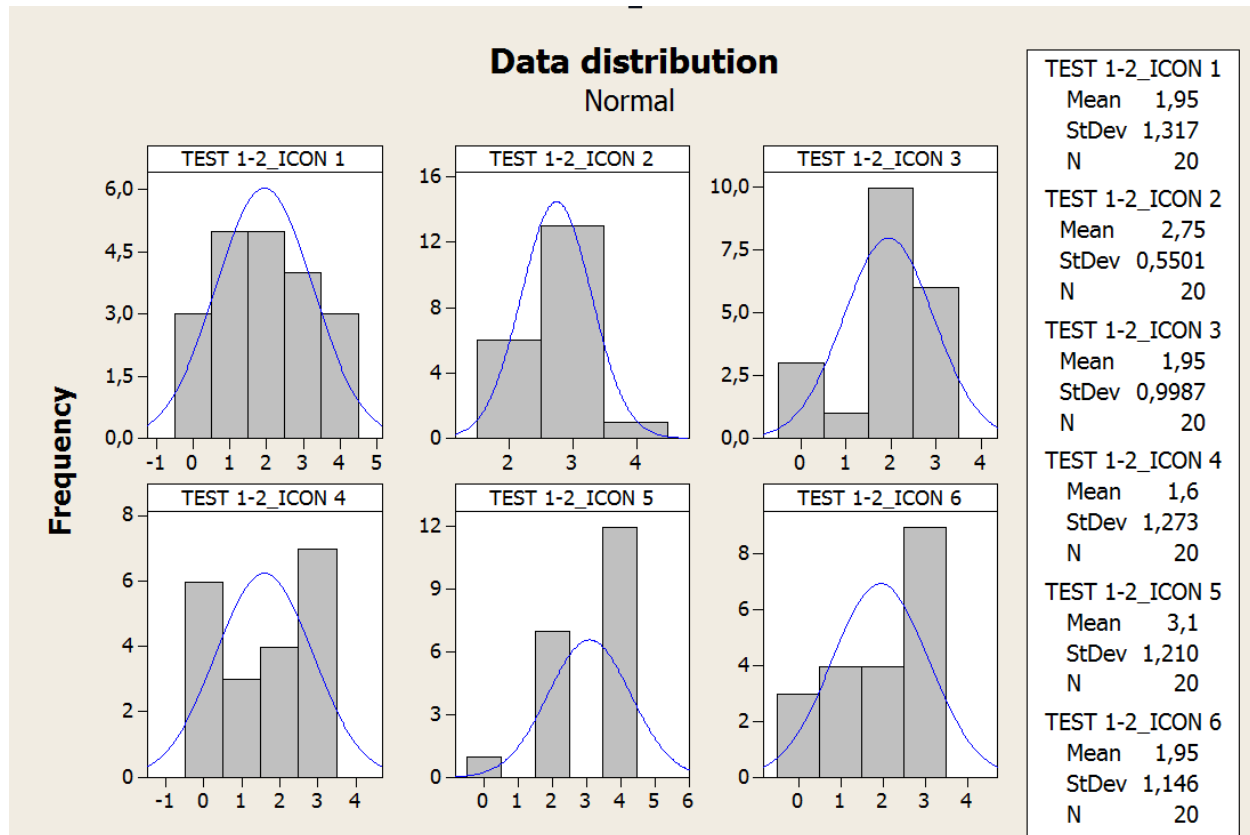 Data distribution
Normal
Frequency
TEST 1-2_ICON 1
6,0
4,5
3,0
1,5
0,0
-1 0 1 2 3 4 5
TEST 1-2_ICON 2
16
12
8
4
0
2 3 4
TEST 1-2_ICON 3
10,0
7,5
5,0
2,5
0,0
0 1 2 3 4
TEST 1-2_ICON 4
8
6
4
2
0
-1 0 1 2 3 4
TEST 1-2_ICON 5
12
9
6
3
0
0 1 2 3 4 5 6
TEST 1-2_ICON 6
8
6
4
2
0
0 1 2 3 4
TEST 1-2_ICON 1
Mean 1,95
StDev 1,317
N 20
TEST 1-2_ICON 2
Mean 2,75
StDev 0,5501
N 20
TEST 1-2_ICON 3
Mean 1,95
StDev 0,9987
N 20
TEST 1-2_ICON 4
Mean 1,6
StDev 1,273
N 20
TEST 1-2_ICON 5
Mean 3,1
StDev 1,210
N 20
TEST 1-2_ICON 6
Mean 1,95
StDev 1,146
N 20